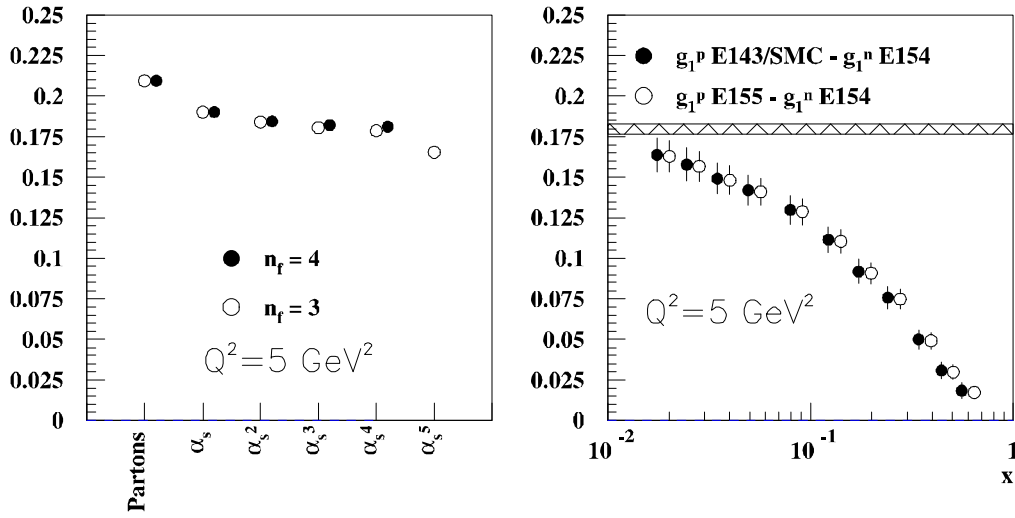 0.25
0.225
0.2
0.175
0.15
0.125
0.1
0.075
0.05
0.025
0
n_f = 4
n_f = 3
Q² = 5 GeV²
Partons
α_s
α_s²
α_s³
α_s⁴
α_s⁵
0.25
0.225
0.2
0.175
0.15
0.125
0.1
0.075
0.05
0.025
0
g₁ᵖ E143/SMC - g₁ⁿ E154
g₁ᵖ E155 - g₁ⁿ E154
Q² = 5 GeV²
10⁻²
10⁻¹
1
x